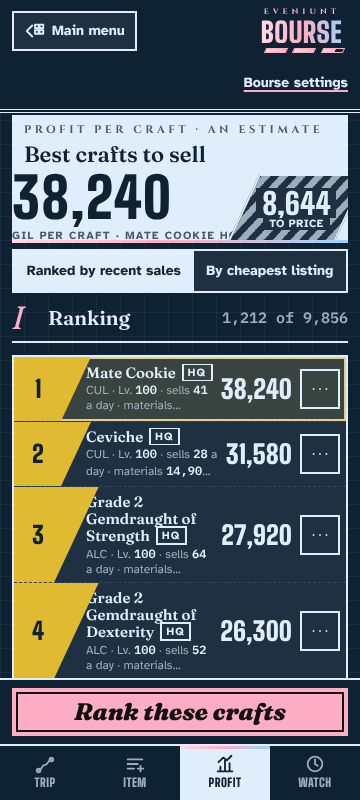 Main menu
EVENIUNT
BOURSE
Bourse settings
PROFIT PER CRAFT · AN ESTIMATE
Best crafts to sell
38,240
GIL PER CRAFT · MATE COOKIE
8,644
TO PRICE
Ranked by recent sales
By cheapest listing
I Ranking 1,212 of 9,856
1
Mate Cookie HQ
CUL · Lv. 100 · sells 41
a day · materials...
38,240
...
2
Ceviche HQ
CUL · Lv. 100 · sells 28 a
day · materials 14,90...
31,580
...
3
Grade 2
Gemdraught of
Strength HQ
ALC · Lv. 100 · sells 64
a day · materials...
27,920
...
4
Grade 2
Gemdraught of
Dexterity HQ
ALC · Lv. 100 · sells 52
a day · materials...
26,300
...
Rank these crafts
TRIP
ITEM
PROFIT
WATCH